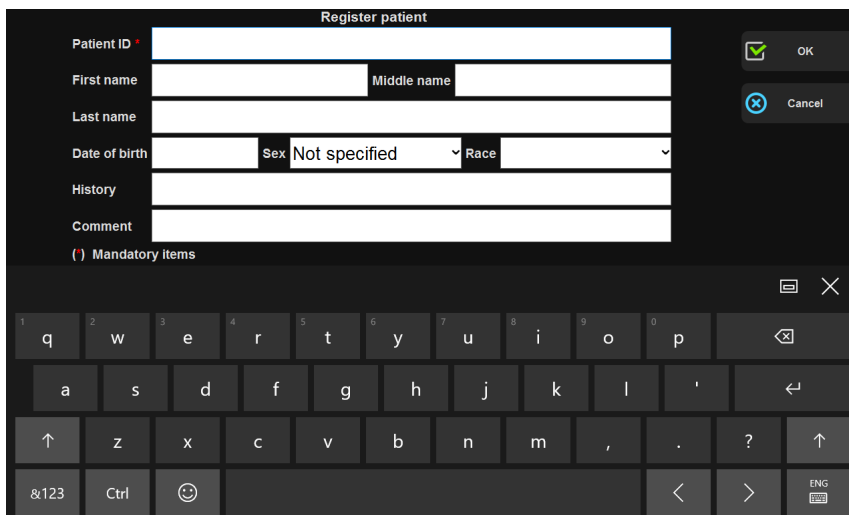 Register patient
Patient ID *
OK
First name Middle name
Cancel
Last name
Date of birth Sex Not specified Race
History
Comment
(*) Mandatory items
1 2 3 4 5 6 7 8 9 0
q w e r t y u i o p
a s d f g h j k l '
z x c v b n m , . ?
&123 Ctrl < > ENG